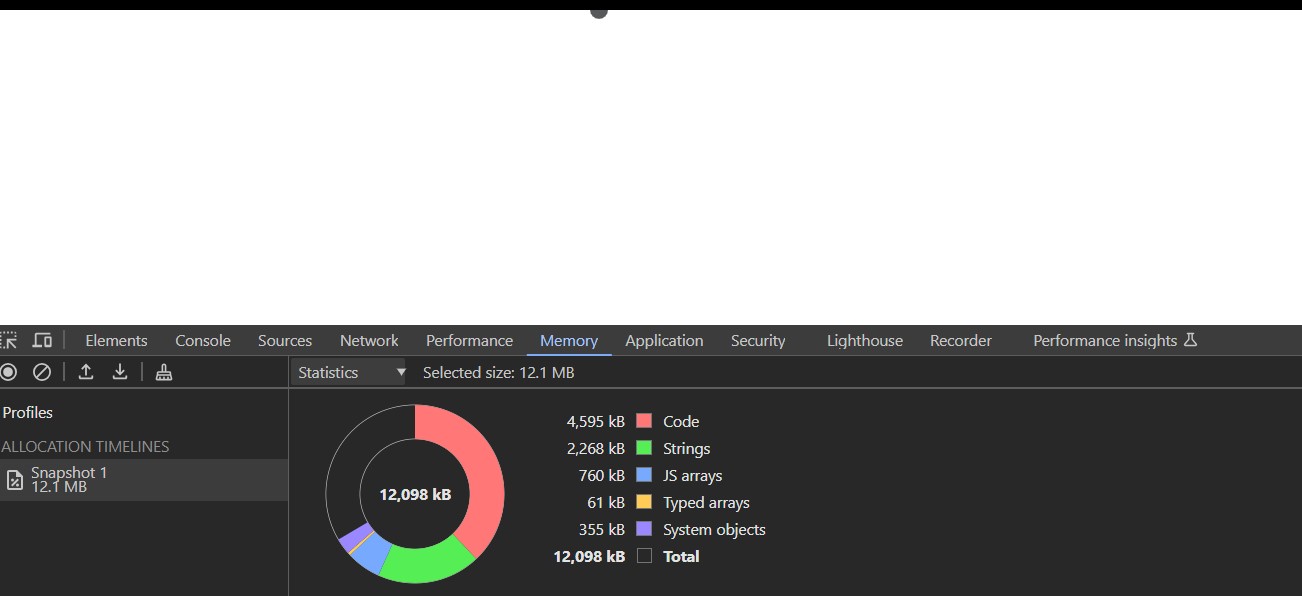 Elements Console Sources Network Performance Memory Application Security Lighthouse Recorder Performance insights
Statistics Selected size: 12.1 MB
Profiles
ALLOCATION TIMELINES
Snapshot 1
12.1 MB
12,098 kB
4,595 kB Code
2,268 kB Strings
760 kB JS arrays
61 kB Typed arrays
355 kB System objects
12,098 kB Total